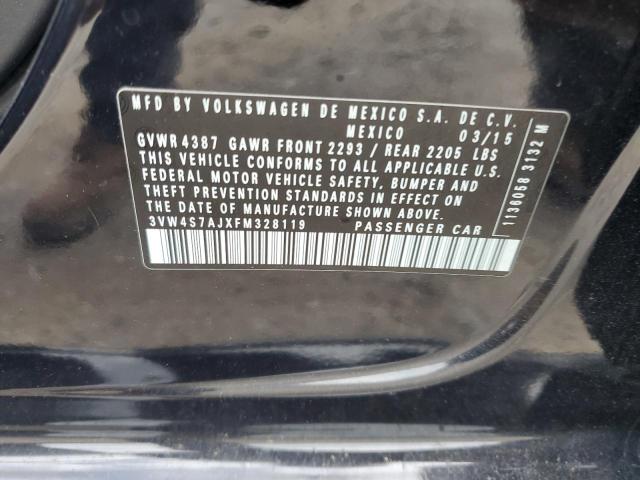 MFD BY VOLKSWAGEN DE MEXICO S.A. DE C.V.
MEXICO 03/15
GVWR 4387 GAWR FRONT 2293 / REAR 2205 LBS
THIS VEHICLE CONFORMS TO ALL APPLICABLE U.S.
FEDERAL MOTOR VEHICLE SAFETY, BUMPER AND
THEFT PREVENTION STANDARDS IN EFFECT ON
THE DATE OF MANUFACTURE SHOWN ABOVE.
3VW4S7AJXFM328119 PASSENGER CAR
1136058 3132 M